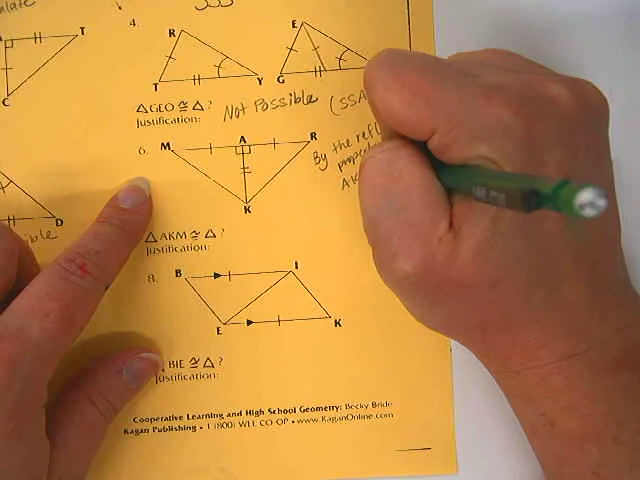 4.
T
C
R
T
Y
E
G
△GEO ≅ △ ?
Justification:
Not Possible (SSA
6.
M
A
R
K
By the refl
D
△AKM ≅ △ ?
Justification:
8.
B
I
E
K
BIE ≅ △ ?
Justification:
Cooperative Learning and High School Geometry: Becky Bride
Kagan Publishing • 1 (800) WEE CO-OP • www.KaganOnline.com